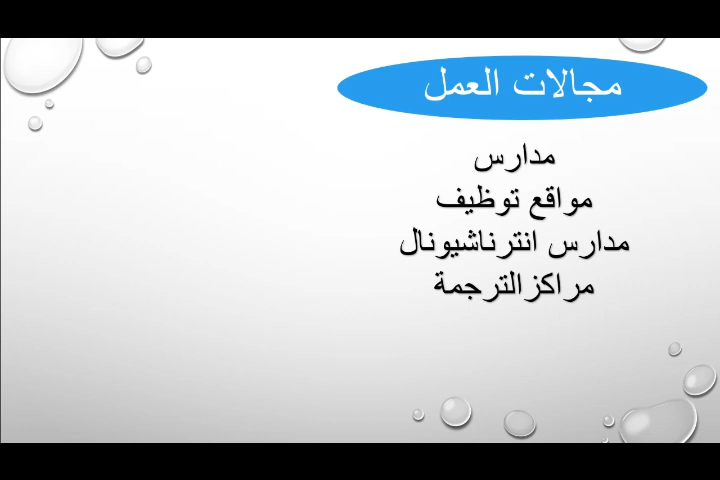 مجالات العمل
مدارس
مواقع توظيف
مدارس انترناشيونال
مراكزالترجمة